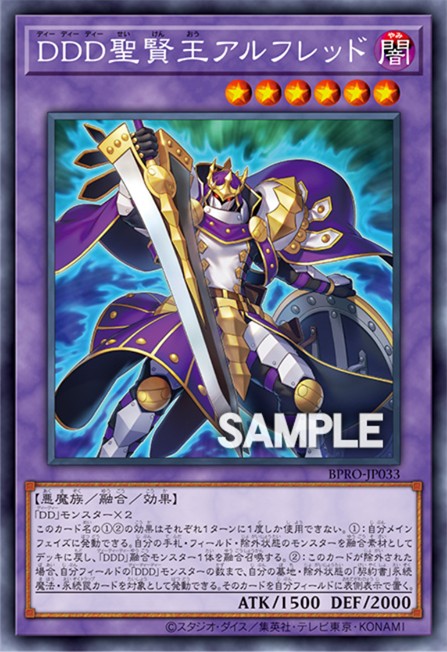 ディー ディー ディー せい けん おう
DDD聖賢王アルフレッド
やみ
闇
SAMPLE
BPRO-JP033
【悪魔族／融合／効果】
「DD」モンスター×2
このカード名の①②の効果はそれぞれ1ターンに1度しか使用できない。①：自分メイン
フェイズに発動できる。自分の手札・フィールド・除外状態のモンスターを融合素材として
デッキに戻し、「DDD」融合モンスター1体を融合召喚する。②：このカードが除外された
場合、自分フィールドの「DDD」モンスターの数まで、自分の墓地・除外状態の「契約書」永続
魔法・永続罠カードを対象として発動できる。そのカードを自分フィールドに表側表示で置く。
ATK/1500 DEF/2000
©スタジオ・ダイス／集英社・テレビ東京・KONAMI